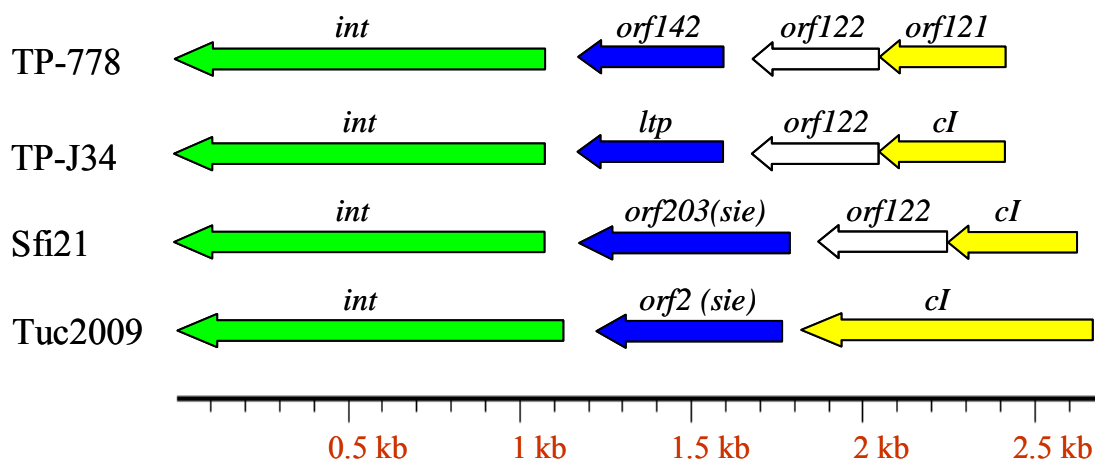 int orf142 orf122 orf121
TP-778
int ltp orf122 cI
TP-J34
int orf203(sie) orf122 cI
Sfi21
int orf2 (sie) cI
Tuc2009
0.5 kb 1 kb 1.5 kb 2 kb 2.5 kb